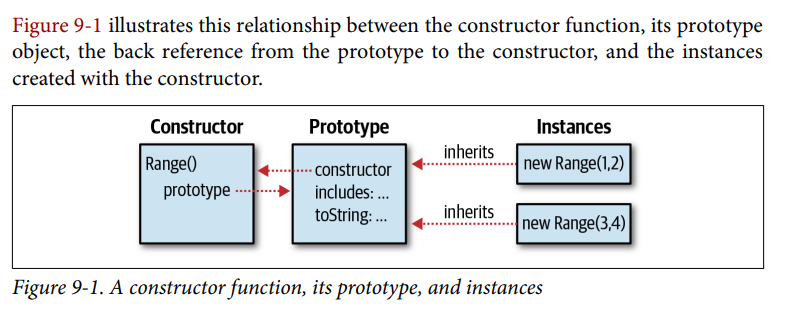 Figure 9-1 illustrates this relationship between the constructor function, its prototype
object, the back reference from the prototype to the constructor, and the instances
created with the constructor.
Constructor
Prototype
Instances
Range()
prototype
constructor
includes: ...
toString: ...
inherits
new Range(1,2)
inherits
new Range(3,4)
Figure 9-1. A constructor function, its prototype, and instances